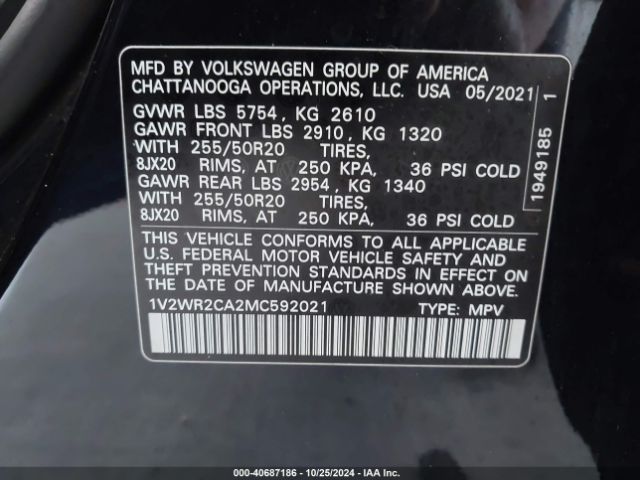 MFD BY VOLKSWAGEN GROUP OF AMERICA
CHATTANOOGA OPERATIONS, LLC. USA 05/2021
GVWR LBS 5754, KG 2610
GAWR FRONT LBS 2910, KG 1320
WITH 255/50R20 TIRES,
8JX20 RIMS, AT 250 KPA, 36 PSI COLD
GAWR REAR LBS 2954, KG 1340
WITH 255/50R20 TIRES,
8JX20 RIMS, AT 250 KPA, 36 PSI COLD
THIS VEHICLE CONFORMS TO ALL APPLICABLE
U.S. FEDERAL MOTOR VEHICLE SAFETY AND
THEFT PREVENTION STANDARDS IN EFFECT ON
THE DATE OF MANUFACTURE SHOWN ABOVE.
1V2WR2CA2MC592021 TYPE: MPV
1949185 1
©-40687186 - 10/25/2024 - IAA Inc.